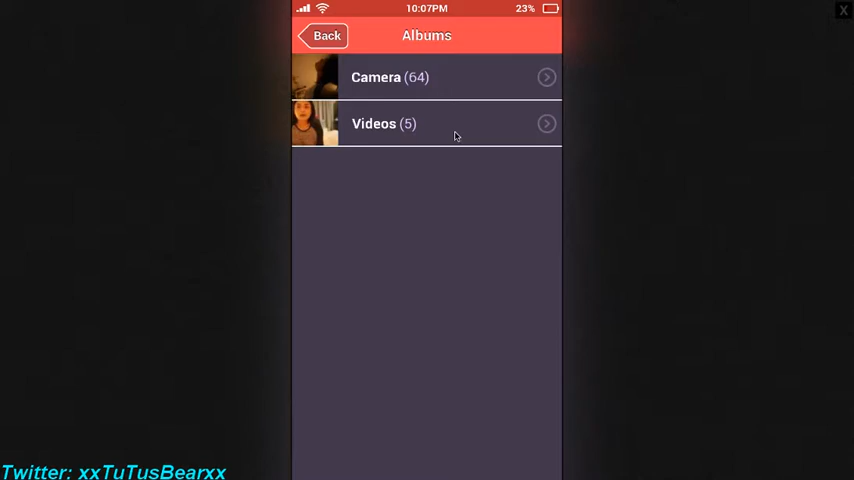 10:07PM
23%
X
Back
Albums
Camera (64)
Videos (5)
Twitter: xxTuTusBearxx